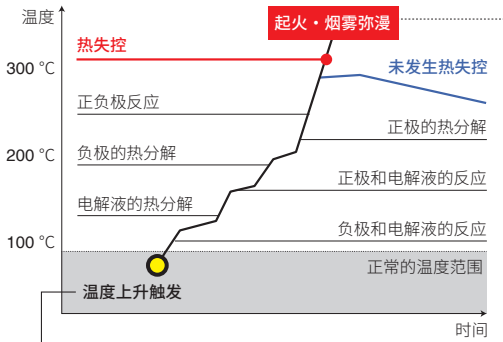 温度
起火・烟雾弥漫
热失控
300 ℃
未发生热失控
正负极反应
正极的热分解
200 ℃
负极的热分解
正极和电解液的反应
电解液的热分解
负极和电解液的反应
100 ℃
正常的温度范围
温度上升触发
时间